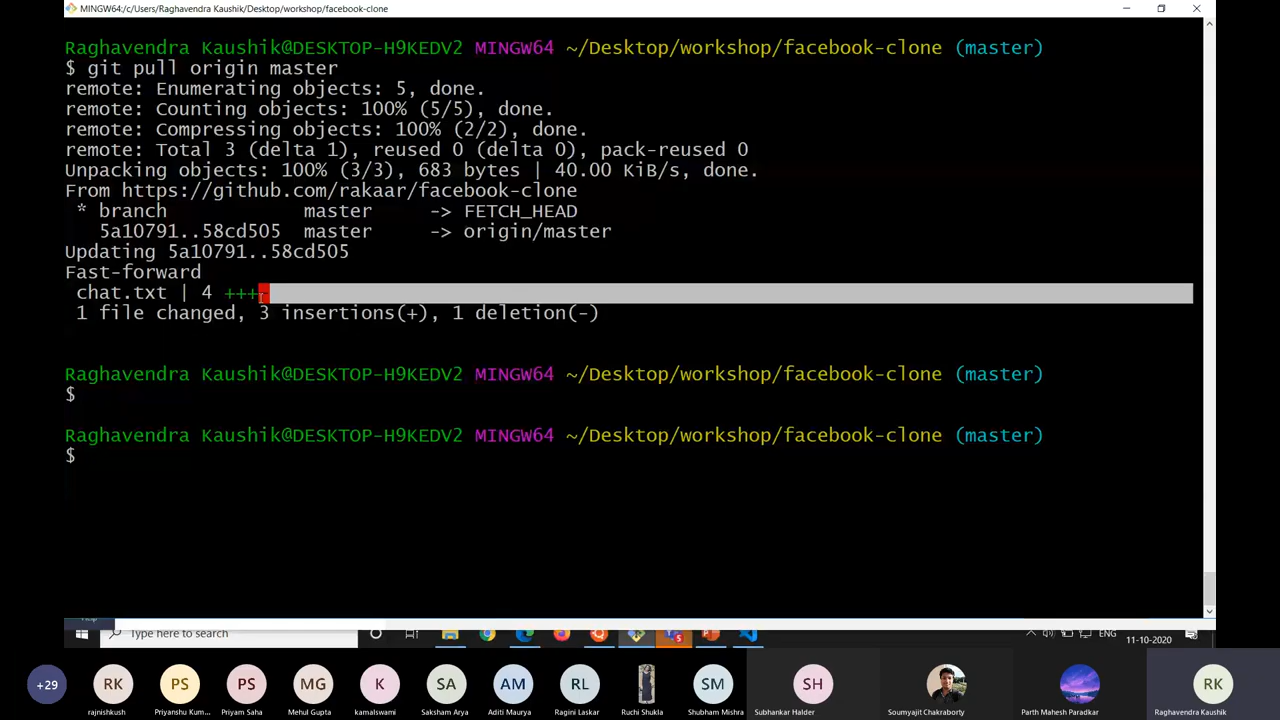 MINGW64:/c/Users/Raghavendra Kaushik/Desktop/workshop/facebook-clone
Raghavendra Kaushik@DESKTOP-H9KEDV2 MINGW64 ~/Desktop/workshop/facebook-clone (master)
$ git pull origin master
remote: Enumerating objects: 5, done.
remote: Counting objects: 100% (5/5), done.
remote: Compressing objects: 100% (2/2), done.
remote: Total 3 (delta 1), reused 0 (delta 0), pack-reused 0
Unpacking objects: 100% (3/3), 683 bytes | 40.00 KiB/s, done.
From https://github.com/rakaar/facebook-clone
* branch master -> FETCH_HEAD
5a10791..58cd505 master -> origin/master
Updating 5a10791..58cd505
Fast-forward
chat.txt | 4 +++-
1 file changed, 3 insertions(+), 1 deletion(-)
Raghavendra Kaushik@DESKTOP-H9KEDV2 MINGW64 ~/Desktop/workshop/facebook-clone (master)
$
Raghavendra Kaushik@DESKTOP-H9KEDV2 MINGW64 ~/Desktop/workshop/facebook-clone (master)
$
Type here to search
ENG
11-10-2020
+29
RK
PS
PS
MG
K
SA
AM
RL
SM
SH
RK
rajnishkush
Priyanshu Kum...
Priyam Saha
Mehul Gupta
kamalswami
Saksham Arya
Aditi Maurya
Ragini Laskar
Ruchi Shukla
Shubham Mishra
Subhankar Halder
Soumyajit Chakraborty
Parth Mahesh Paradkar
Raghavendra Kaushik